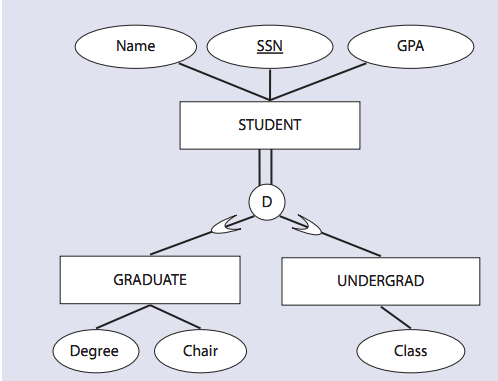 Name
SSN
GPA
STUDENT
D
GRADUATE
UNDERGRAD
Degree
Chair
Class